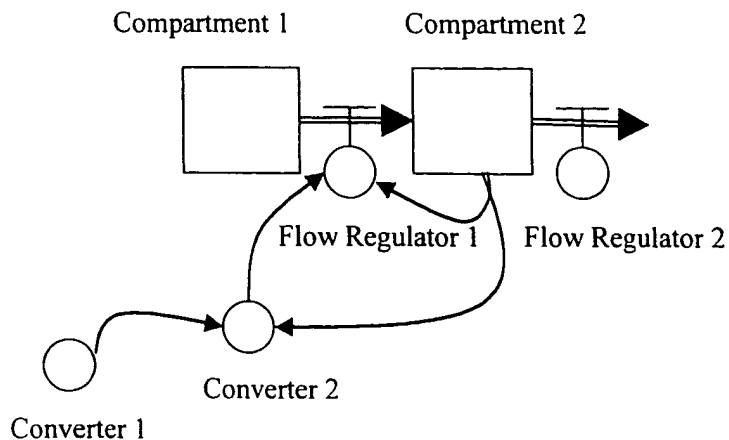 Compartment 1
Compartment 2
Flow Regulator 1
Flow Regulator 2
Converter 2
Converter 1